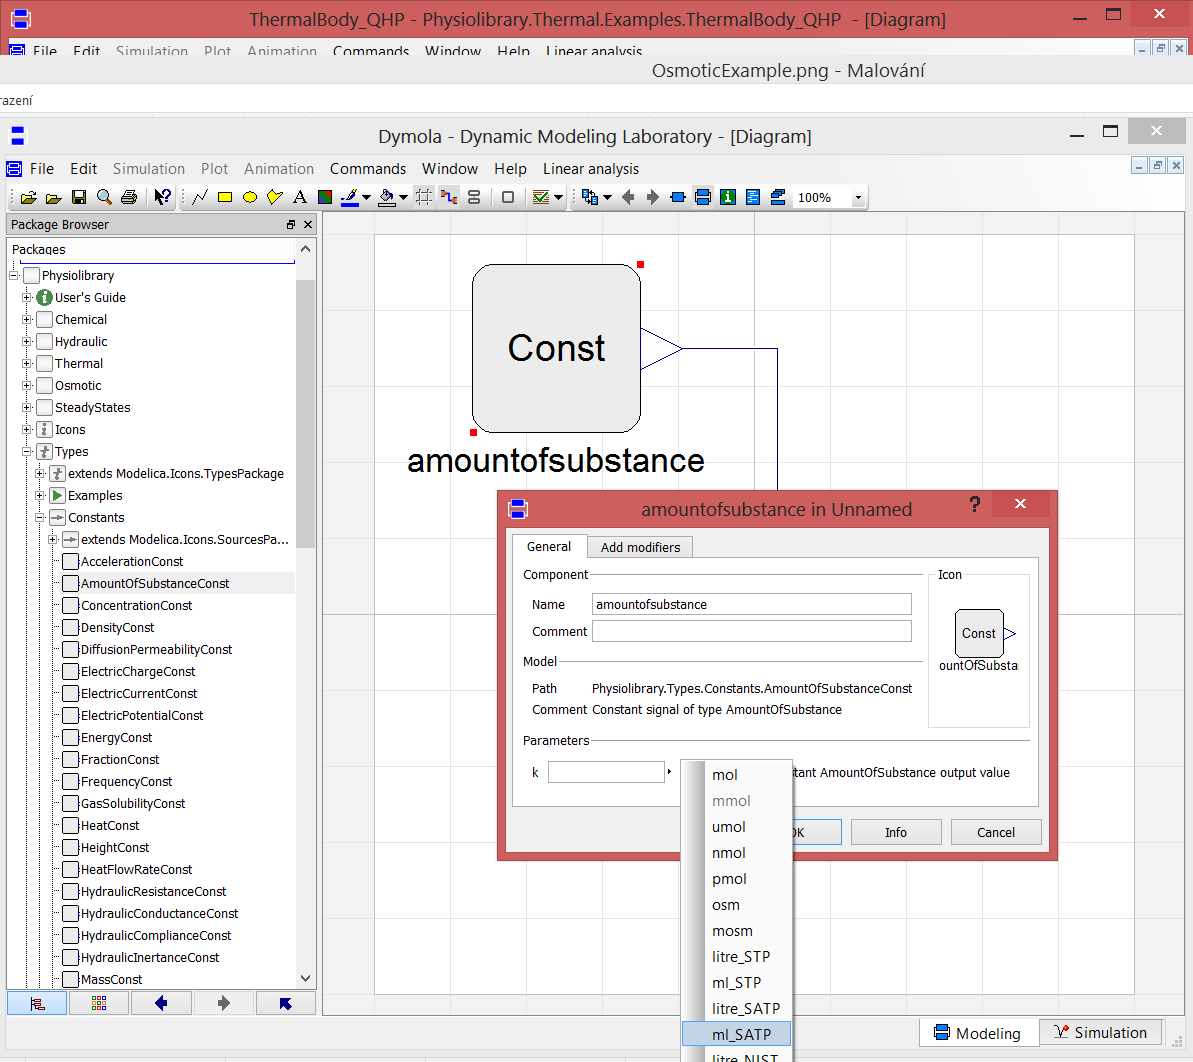 ThermalBody_QHP - Physiolibrary.Thermal.Examples.ThermalBody_QHP - [Diagram]
File Edit Simulation Plot Animation Commands Window Help Linear analysis
OsmoticExample.png - Malování
razení
Dymola - Dynamic Modeling Laboratory - [Diagram]
File Edit Simulation Plot Animation Commands Window Help Linear analysis
A 100%
Package Browser
Packages
Physiolibrary
User's Guide
Chemical
Hydraulic
Thermal
Osmotic
SteadyStates
Icons
Types
extends Modelica.Icons.TypesPackage
Examples
Constants
extends Modelica.Icons.SourcesPa...
AccelerationConst
AmountOfSubstanceConst
ConcentrationConst
DensityConst
DiffusionPermeabilityConst
ElectricChargeConst
ElectricCurrentConst
ElectricPotentialConst
EnergyConst
FractionConst
FrequencyConst
GasSolubilityConst
HeatConst
HeightConst
HeatFlowRateConst
HydraulicResistanceConst
HydraulicConductanceConst
HydraulicComplianceConst
HydraulicInertanceConst
MassConst
Const
amountofsubstance
amountofsubstance in Unnamed
?
General Add modifiers
Component
Name amountofsubstance
Comment
Icon
Const
ountOfSubstar
Model
Path Physiolibrary.Types.Constants.AmountOfSubstanceConst
Comment Constant signal of type AmountOfSubstance
Parameters
k
stant AmountOfSubstance output value
OK Info Cancel
mol
mmol
umol
nmol
pmol
osm
mosm
litre_STP
ml_STP
litre_SATP
ml_SATP
litre_NIST
Modeling Simulation